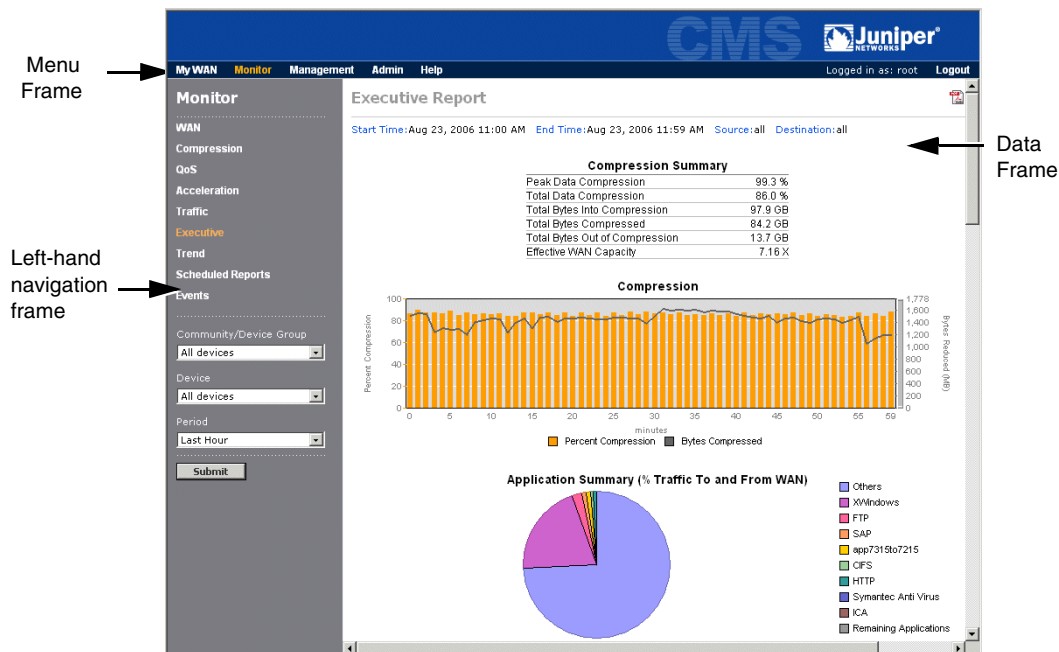 CMS
Juniper
NETWORKS
Menu
Frame
My WAN Monitor Management Admin Help Logged in as: root Logout
Monitor
WAN
Compression
QoS
Acceleration
Traffic
Executive
Trend
Scheduled Reports
Events
Left-hand
navigation
frame
Community/Device Group
All devices
Device
All devices
Period
Last Hour
Submit
Executive Report
Start Time:Aug 23, 2006 11:00 AM End Time:Aug 23, 2006 11:59 AM Source:all Destination:all
Data
Frame
Compression Summary
Peak Data Compression 99.3 %
Total Data Compression 86.0 %
Total Bytes Into Compression 97.9 GB
Total Bytes Compressed 84.2 GB
Total Bytes Out of Compression 13.7 GB
Effective WAN Capacity 7.16 X
Compression
Percent Compression
100
80
60
40
20
0
1,778
1,600
1,400
1,200
1,000
800
600
400
200
0
Bytes Reduced (MB)
0 5 10 15 20 25 30 35 40 45 50 55 59
minutes
Percent Compression Bytes Compressed
Application Summary (% Traffic To and From WAN)
Others
XWindows
FTP
SAP
app7315to7215
CIFS
HTTP
Symantec Anti Virus
ICA
Remaining Applications